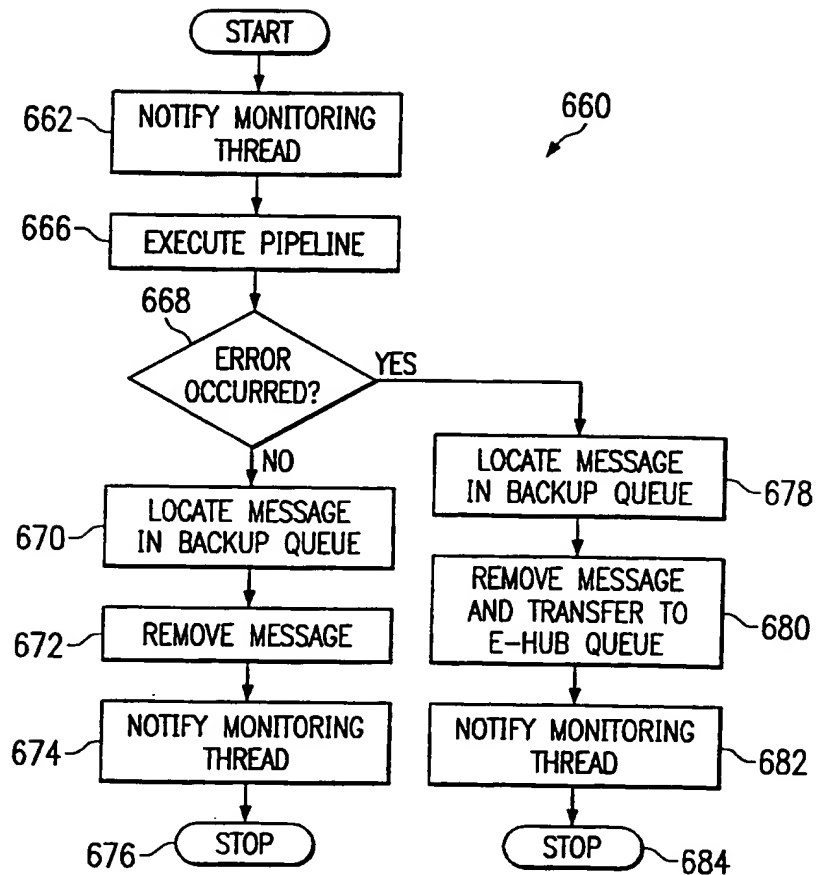 START
662
NOTIFY MONITORING
THREAD
660
666
EXECUTE PIPELINE
668
ERROR
OCCURRED?
YES
NO
670
LOCATE MESSAGE
IN BACKUP QUEUE
672
REMOVE MESSAGE
674
NOTIFY MONITORING
THREAD
676
STOP
LOCATE MESSAGE
IN BACKUP QUEUE
678
REMOVE MESSAGE
AND TRANSFER TO
E-HUB QUEUE
680
NOTIFY MONITORING
THREAD
682
STOP
684